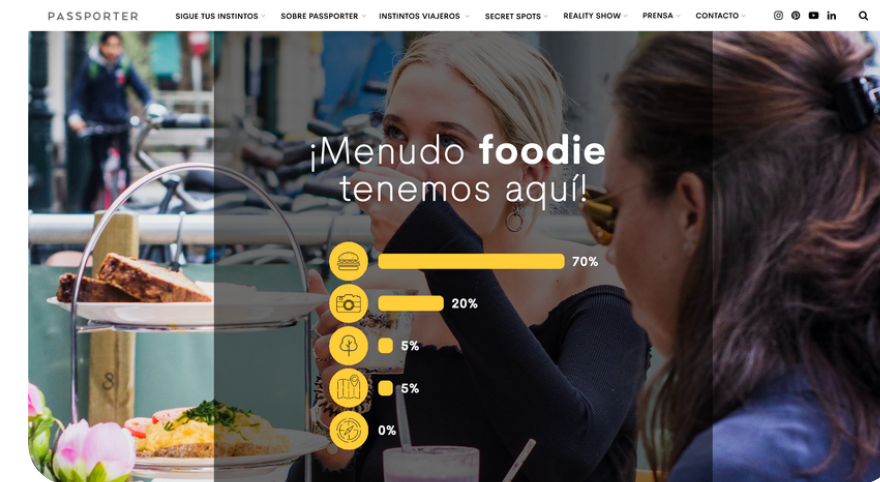 PASSPORTER
SIGUE TUS INSTINTOS
SOBRE PASSPORTER
INSTINTOS VIAJEROS
SECRET SPOTS
REALITY SHOW
PRENSA
CONTACTO
¡Menudo foodie
tenemos aquí!
70%
20%
5%
5%
0%
8